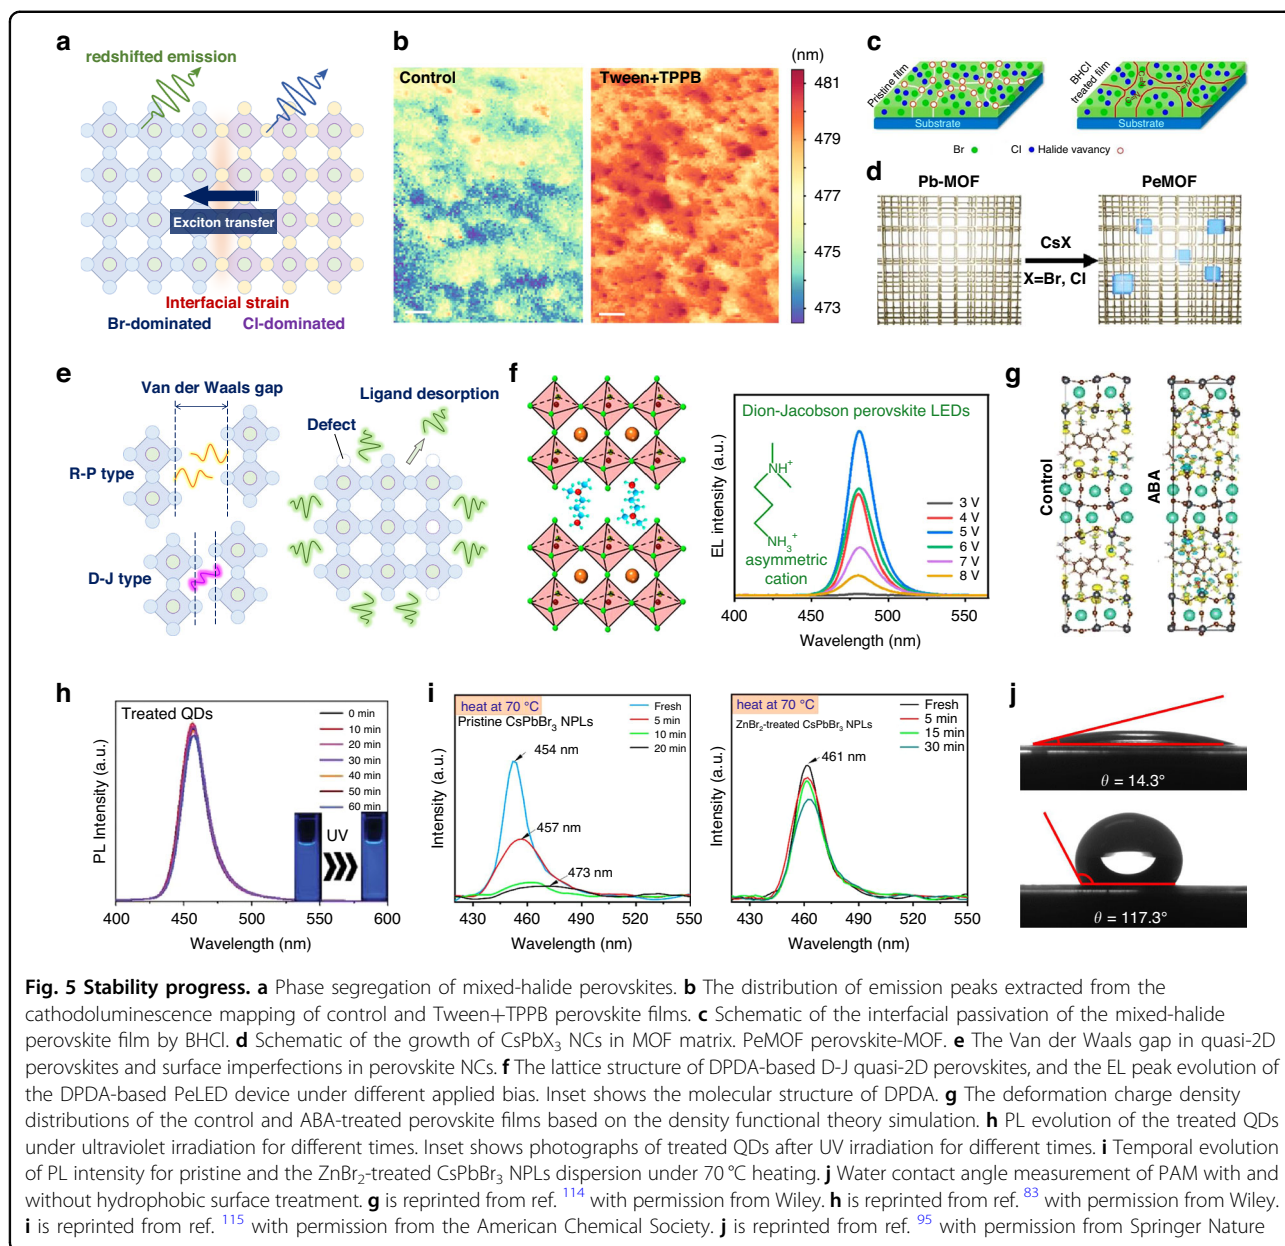 a
redshifted emission
Exciton transfer
Interfacial strain
Br-dominated
Cl-dominated
b
(nm)
Control
Tween+TPPB
481
479
477
475
473
c
Pristine film
BHCl
treated film
Substrate
Substrate
Br
Cl
Halide vavancy
d
Pb-MOF
PeMOF
CsX
X=Br, Cl
e
Van der Waals gap
R-P type
D-J type
Defect
Ligand desorption
f
Dion-Jacobson perovskite LEDs
NH+
NH3+
asymmetric
cation
3 V
4 V
5 V
6 V
7 V
8 V
EL intensity (a.u.)
400 450 500 550
Wavelength (nm)
g
Control
ABA
h
Treated QDs
0 min
10 min
20 min
30 min
40 min
50 min
60 min
UV
PL Intensity (a.u.)
400 450 500 550 600
Wavelength (nm)
i
heat at 70 °C
Pristine CsPbBr3 NPLs
Fresh
5 min
10 min
20 min
454 nm
457 nm
473 nm
Intensity (a.u.)
430 460 490 520 550
Wavelength (nm)
heat at 70 °C
ZnBr2-treated CsPbBr3 NPLs
Fresh
5 min
15 min
30 min
461 nm
Intensity (a.u.)
430 460 490 520 550
Wavelength (nm)
j
θ = 14.3°
θ = 117.3°
Fig. 5 Stability progress. a Phase segregation of mixed-halide perovskites. b The distribution of emission peaks extracted from the
cathodoluminescence mapping of control and Tween+TPPB perovskite films. c Schematic of the interfacial passivation of the mixed-halide
perovskite film by BHCl. d Schematic of the growth of CsPbX3 NCs in MOF matrix. PeMOF perovskite-MOF. e The Van der Waals gap in quasi-2D
perovskites and surface imperfections in perovskite NCs. f The lattice structure of DPDA-based D-J quasi-2D perovskites, and the EL peak evolution of
the DPDA-based PeLED device under different applied bias. Inset shows the molecular structure of DPDA. g The deformation charge density
distributions of the control and ABA-treated perovskite films based on the density functional theory simulation. h PL evolution of the treated QDs
under ultraviolet irradiation for different times. Inset shows photographs of treated QDs after UV irradiation for different times. i Temporal evolution
of PL intensity for pristine and the ZnBr2-treated CsPbBr3 NPLs dispersion under 70 °C heating. j Water contact angle measurement of PAM with and
without hydrophobic surface treatment. g is reprinted from ref. 114 with permission from Wiley. h is reprinted from ref. 83 with permission from Wiley.
i is reprinted from ref. 115 with permission from the American Chemical Society. j is reprinted from ref. 95 with permission from Springer Nature